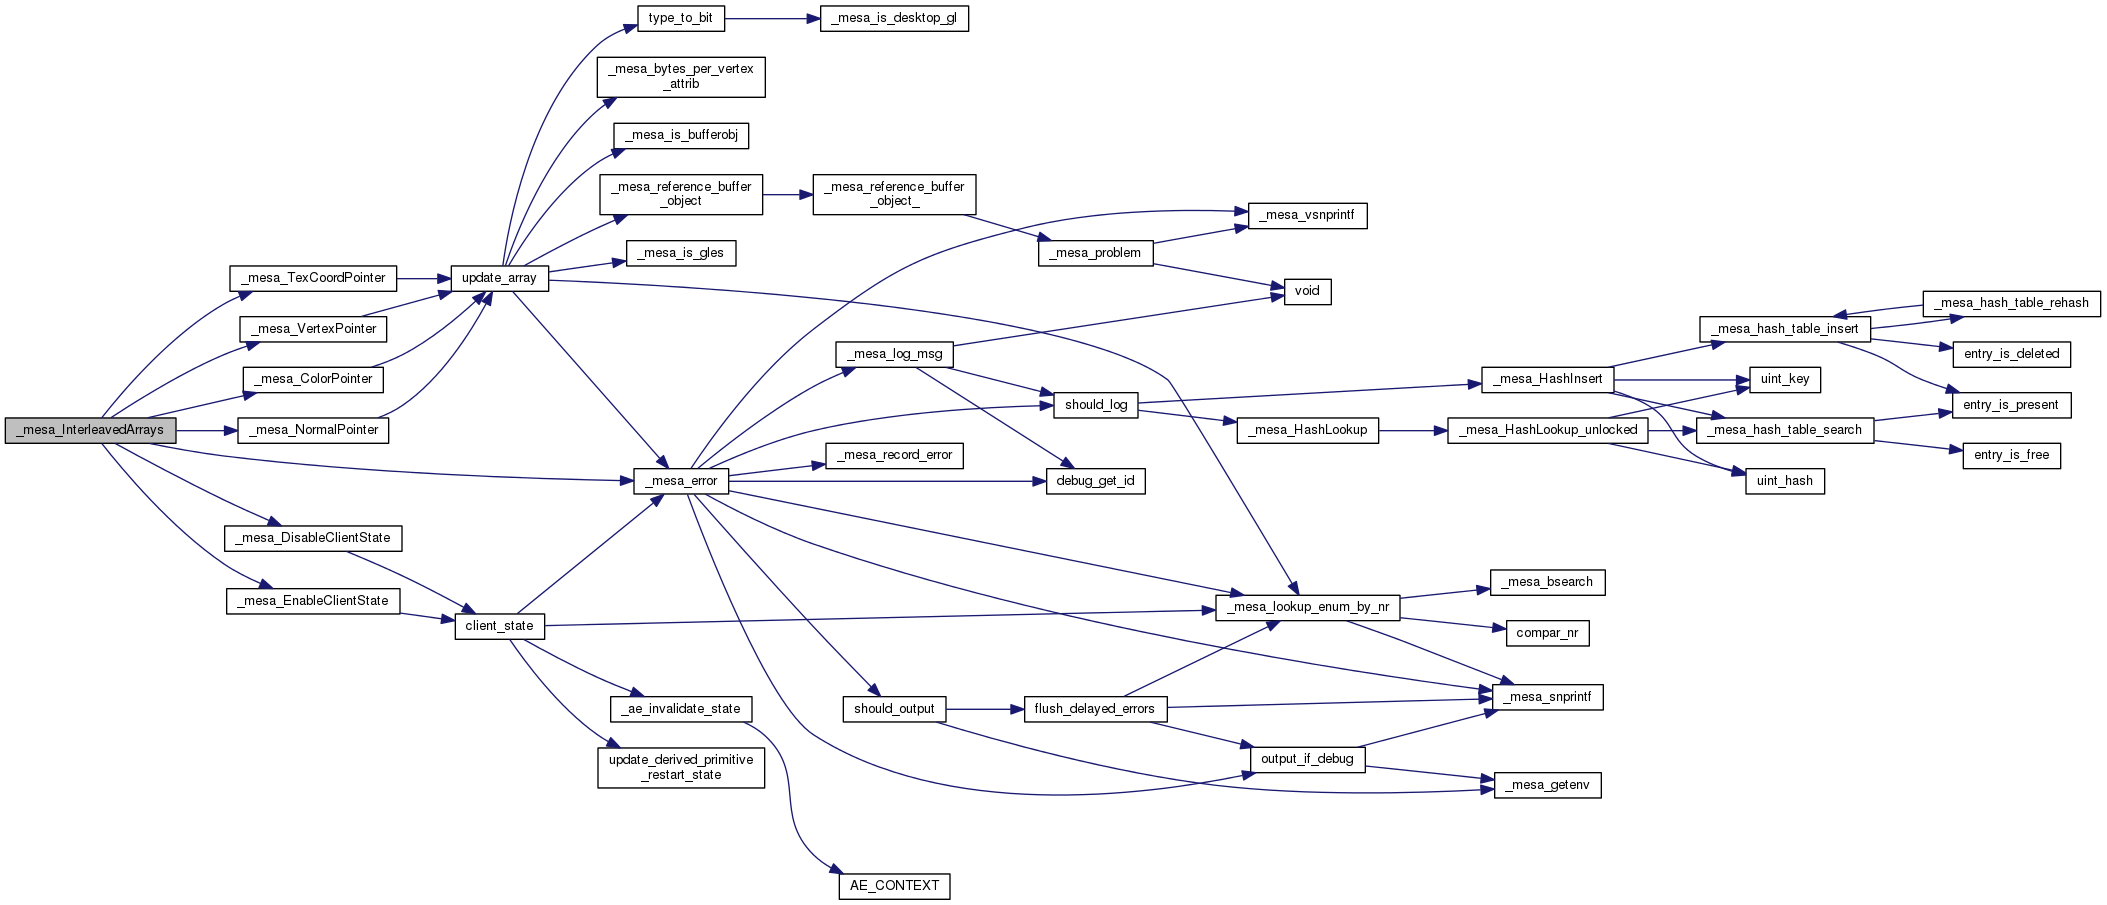 _mesa_InterleavedArrays
_mesa_TexCoordPointer
_mesa_VertexPointer
_mesa_ColorPointer
_mesa_NormalPointer
_mesa_DisableClientState
_mesa_EnableClientState
update_array
client_state
type_to_bit
_mesa_is_desktop_gl
_mesa_bytes_per_vertex
_attrib
_mesa_is_bufferobj
_mesa_reference_buffer
_object
_mesa_reference_buffer
_object_
_mesa_is_gles
_mesa_error
_ae_invalidate_state
update_derived_primitive
_restart_state
_mesa_log_msg
_mesa_record_error
should_output
AE_CONTEXT
_mesa_problem
should_log
debug_get_id
flush_delayed_errors
_mesa_vsnprintf
void
_mesa_HashLookup
_mesa_lookup_enum_by_nr
output_if_debug
_mesa_HashInsert
_mesa_HashLookup_unlocked
_mesa_bsearch
compar_nr
_mesa_snprintf
_mesa_getenv
_mesa_hash_table_insert
uint_key
_mesa_hash_table_search
uint_hash
_mesa_hash_table_rehash
entry_is_deleted
entry_is_present
entry_is_free